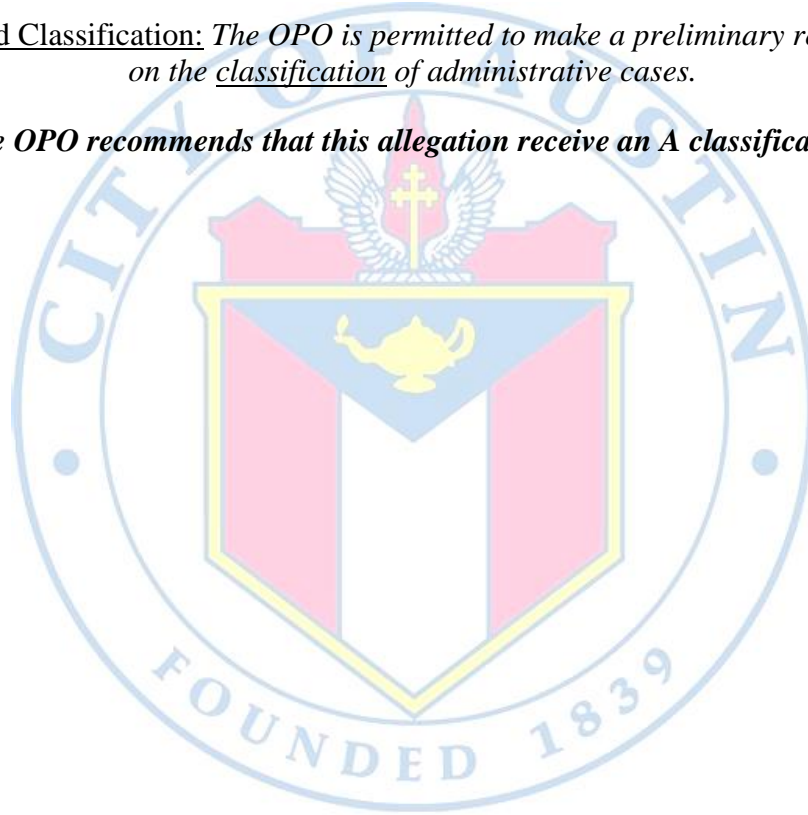 d Classification: The OPO is permitted to make a preliminary re
on the classification of administrative cases.
e OPO recommends that this allegation receive an A classifica
CITY OF AUSTIN
FOUNDED 1839